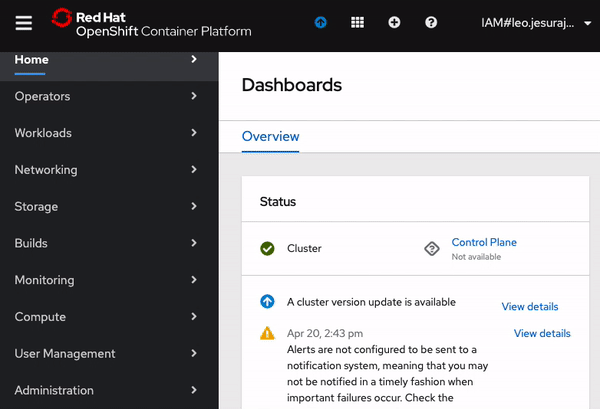 Red Hat
OpenShift Container Platform
IAM#leo.jesuraj...
Home
Operators
Workloads
Networking
Storage
Builds
Monitoring
Compute
User Management
Administration
Dashboards
Overview
Status
Cluster
Control Plane
Not available
A cluster version update is available
View details
Apr 20, 2:43 pm
View details
Alerts are not configured to be sent to a
notification system, meaning that you may
not be notified in a timely fashion when
important failures occur. Check the